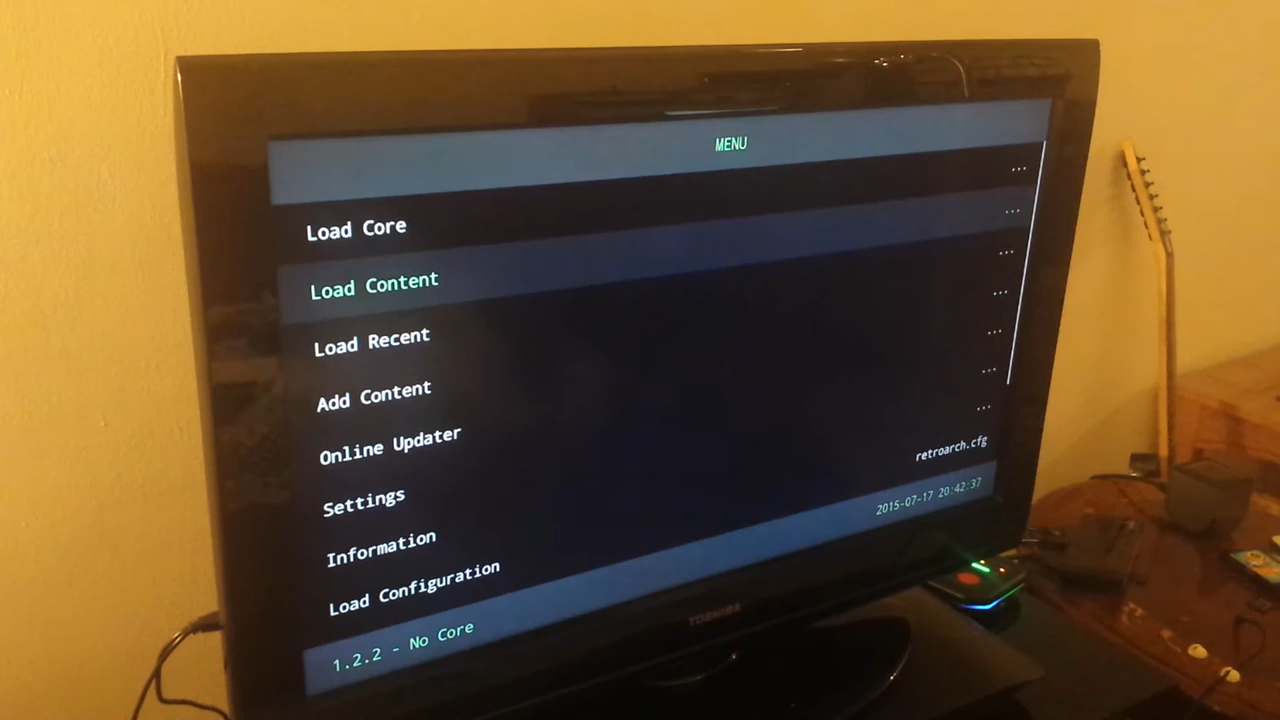 MENU
Load Core ...
Load Content ...
Load Recent ...
Add Content ...
Online Updater ...
Settings ...
Information ...
Load Configuration retroarch.cfg
1.2.2 - No Core 2015-07-17 20:42:37
TOSHIBA